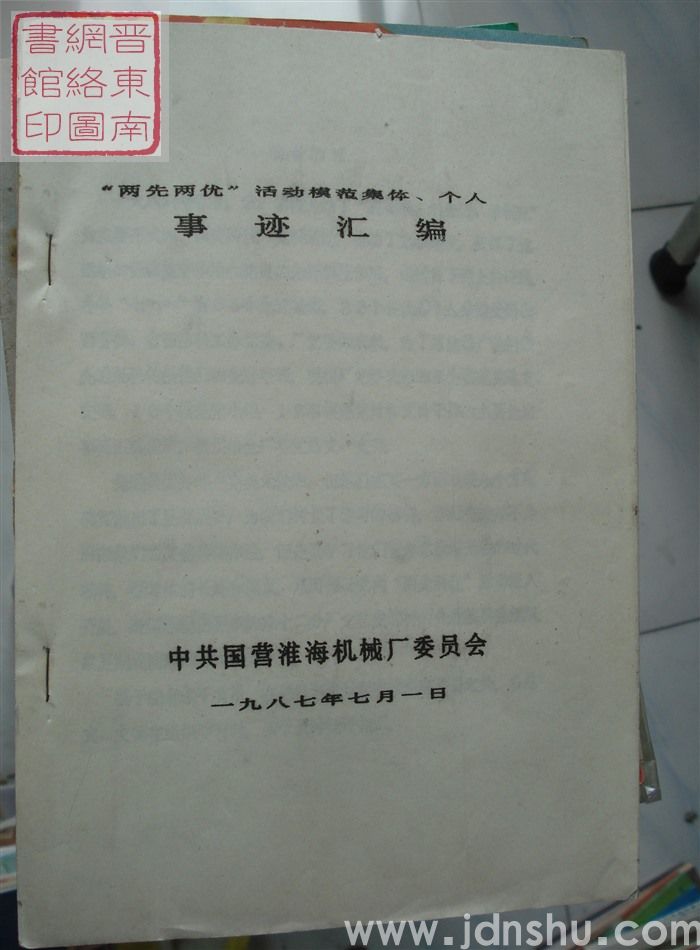 晋東南
網絡圖
書館印
“两先两优”活动模范集体、个人
事迹汇编
中共国营淮海机械厂委员会
一九八七年七月一日
www.jdnshu.com